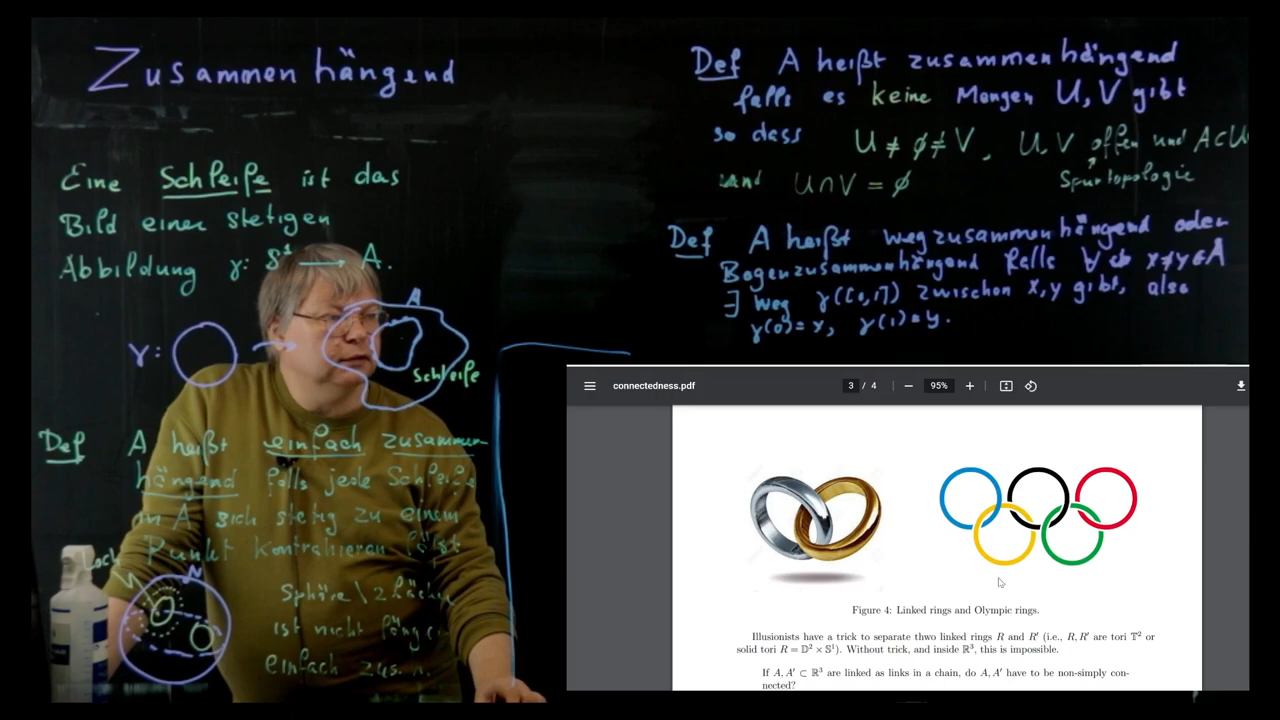 Zusammenhängend
Eine Schleife ist das
Bild einer stetigen
Abbildung γ: S¹ → A.
γ:
A
Schleife
Def A heißt einfach zusammen-
hängend falls jede Schleife
in A sich stetig zu einem
Punkt kontrahieren läßt
Loch
N
Sphäre \ 2 Löcher
ist nicht länger
einfach zus.
Def A heißt zusammenhängend
falls es keine Mengen U, V gibt
so dass U ≠ ∅ ≠ V, U, V offen und A⊂U
und U∩V = ∅
Spurtopologie
Def A heißt wegzusammenhängend oder
Bogenzusammenhängend falls ∀ x≠y∈A
∃ Weg γ([0,1]) zwischen x,y gibt, also
γ(0)=x, γ(1)=y.
connectedness.pdf 3 / 4 95%
Figure 4: Linked rings and Olympic rings.
Illusionists have a trick to separate thwo linked rings R and R′ (i.e., R, R′ are tori 𝕋² or
solid tori R = 𝔻² × 𝕊¹). Without trick, and inside ℝ³, this is impossible.
If A, A′ ⊂ ℝ³ are linked as links in a chain, do A, A′ have to be non-simply con-
nected?